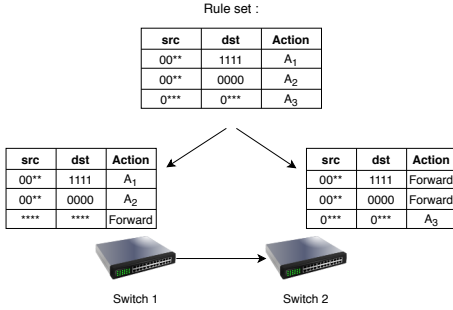 Rule set :
src dst Action
00** 1111 A1
00** 0000 A2
0*** 0*** A3
src dst Action
00** 1111 A1
00** 0000 A2
**** **** Forward
src dst Action
00** 1111 Forward
00** 0000 Forward
0*** 0*** A3
Switch 1
Switch 2